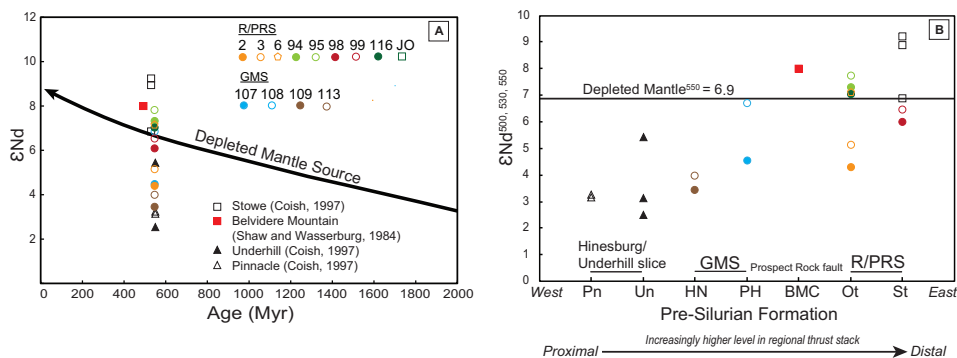 A
R/PRS
2 3 6 94 95 98 99 116 JO
GMS
107 108 109 113
12
10
8
6
4
2
εNd
Depleted Mantle Source
Stowe (Coish, 1997)
Belvidere Mountain
(Shaw and Wasserburg, 1984)
Underhill (Coish, 1997)
Pinnacle (Coish, 1997)
0 200 400 600 800 1000 1200 1400 1600 1800 2000
Age (Myr)
B
10
9
8
7
6
5
4
3
2
1
0
εNd500, 530, 550
Depleted Mantle550 = 6.9
Hinesburg/
Underhill slice
GMS
Prospect Rock fault
R/PRS
West Pn Un HN PH BMC Ot St East
Pre-Silurian Formation
Increasingly higher level in regional thrust stack
Proximal Distal